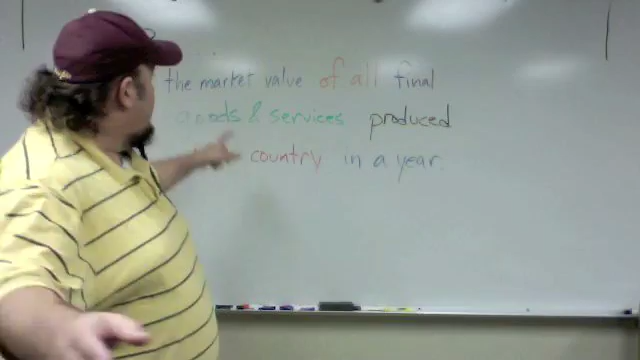 the market value of all final
goods & services produced
country in a year.